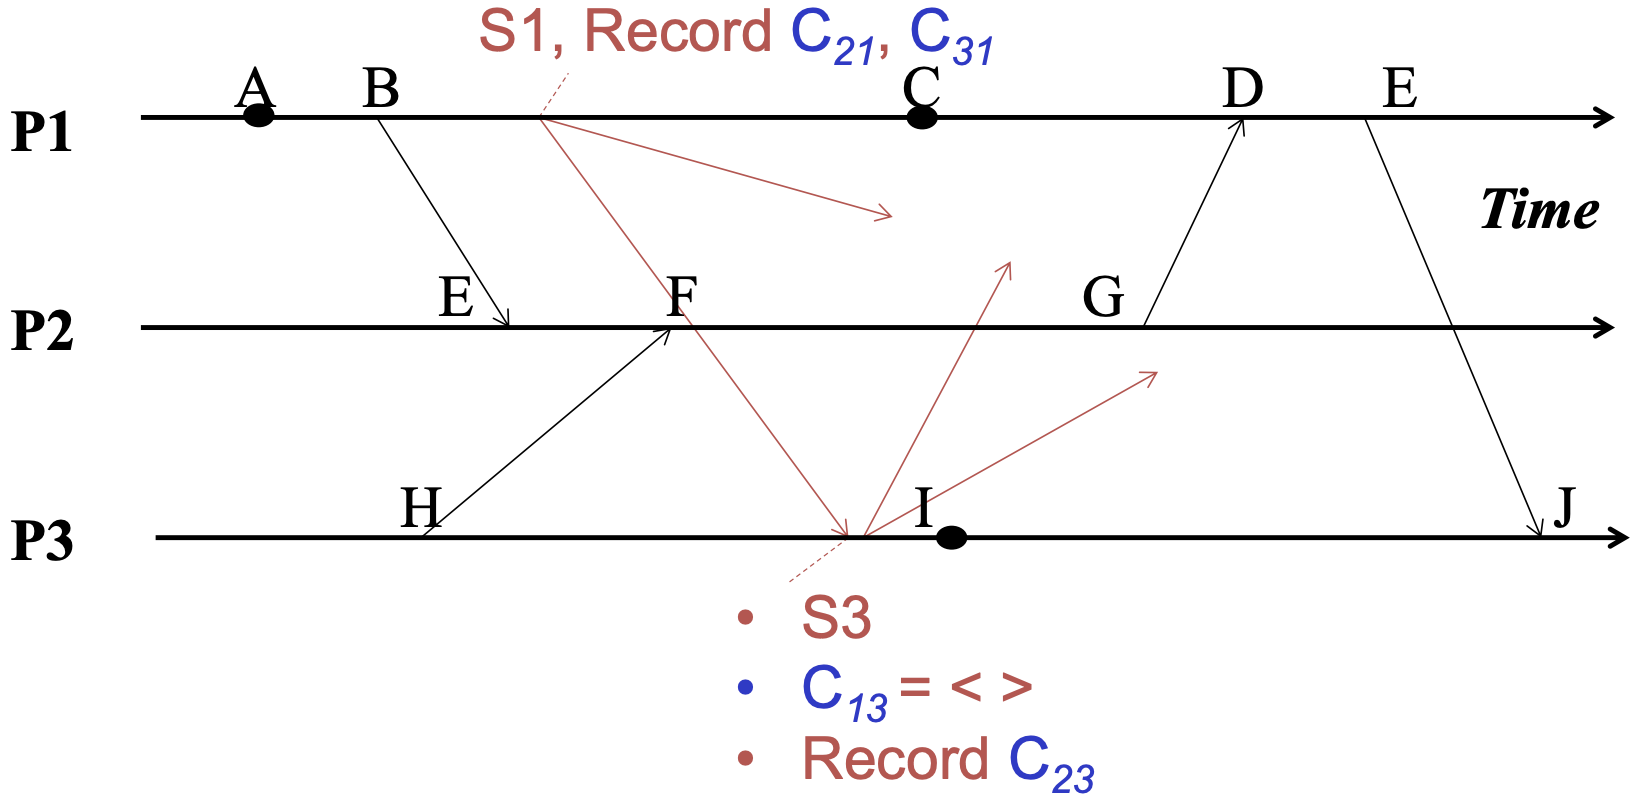 S1, Record C21, C31
A B C D E
P1
Time
E F G
P2
H I J
P3
• S3
• C13 = < >
• Record C23